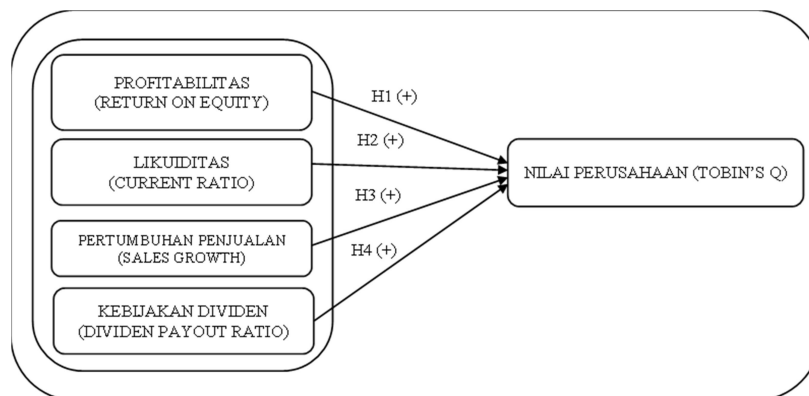 PROFITABILITAS
(RETURN ON EQUITY)
H1 (+)
H2 (+)
LIKUIDITAS
(CURRENT RATIO)
NILAI PERUSAHAAN (TOBIN'S Q)
H3 (+)
PERTUMBUHAN PENJUALAN
(SALES GROWTH)
H4 (+)
KEBIJAKAN DIVIDEN
(DIVIDEN PAYOUT RATIO)